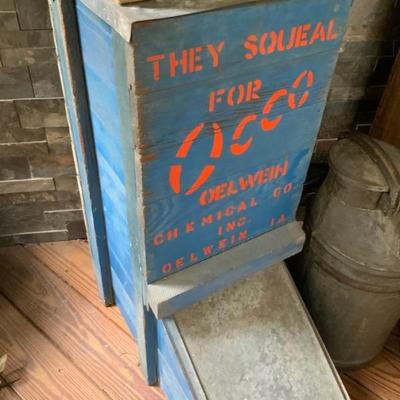 THEY SQUEAL
FOR
OCCO
OELWEIN
CHEMICAL CO.
INC.
OELWEIN, IA.